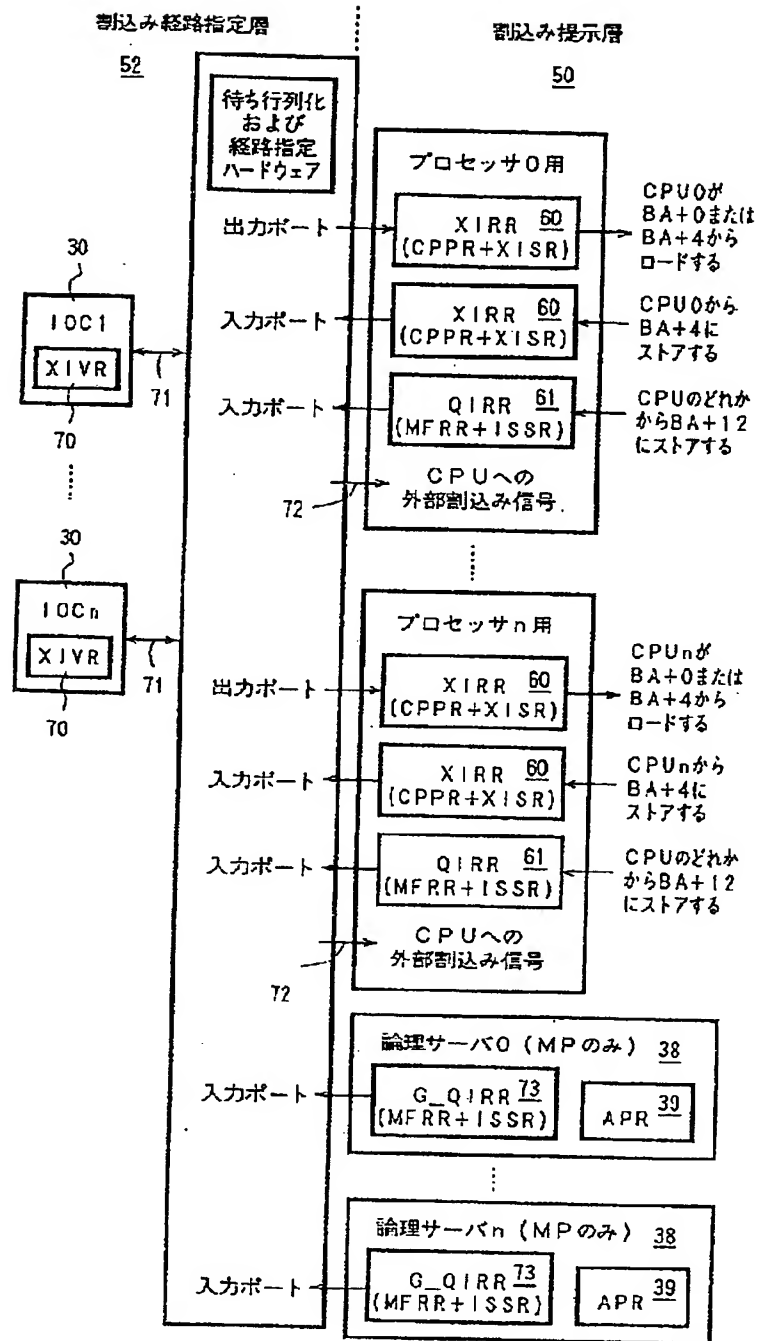 割込み経路指定層
52
割込み提示層
50
待ち行列化
および
経路指定
ハードウェア
30
IOC1
XIVR
70
71
30
IOCn
XIVR
70
71
プロセッサ0用
出力ポート
XIRR 60
(CPPR+XISR)
CPU0が
BA+0または
BA+4から
ロードする
入力ポート
XIRR 60
(CPPR+XISR)
CPU0から
BA+4に
ストアする
入力ポート
QIRR 61
(MFRR+ISSR)
CPUのどれか
からBA+12
にストアする
72
CPUへの
外部割込み信号
プロセッサn用
出力ポート
XIRR 60
(CPPR+XISR)
CPUnが
BA+0または
BA+4から
ロードする
入力ポート
XIRR 60
(CPPR+XISR)
CPUnから
BA+4に
ストアする
入力ポート
QIRR 61
(MFRR+ISSR)
CPUのどれか
からBA+12
にストアする
72
CPUへの
外部割込み信号
論理サーバ0(MPのみ) 38
入力ポート
G_QIRR 73
(MFRR+ISSR)
APR 39
論理サーバn(MPのみ) 38
入力ポート
G_QIRR 73
(MFRR+ISSR)
APR 39